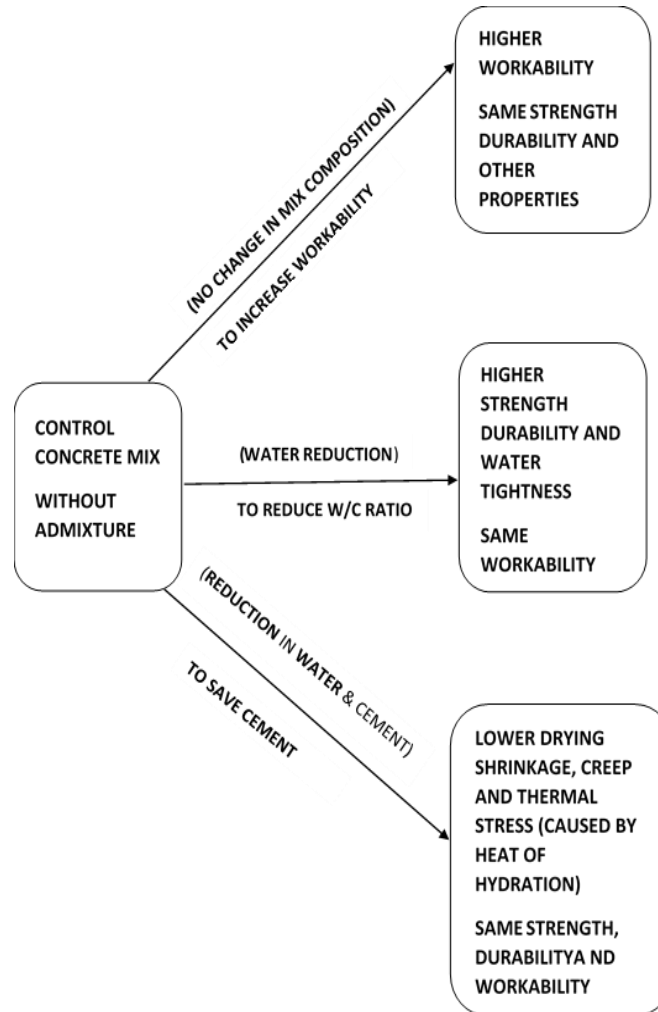 HIGHER
WORKABILITY
SAME STRENGTH
DURABILITY AND
OTHER
PROPERTIES
(NO CHANGE IN MIX COMPOSITION)
TO INCREASE WORKABILITY
CONTROL
CONCRETE MIX
WITHOUT
ADMIXTURE
(WATER REDUCTION)
TO REDUCE W/C RATIO
HIGHER
STRENGTH
DURABILITY AND
WATER
TIGHTNESS
SAME
WORKABILITY
(REDUCTION IN WATER & CEMENT)
TO SAVE CEMENT
LOWER DRYING
SHRINKAGE, CREEP
AND THERMAL
STRESS (CAUSED BY
HEAT OF
HYDRATION)
SAME STRENGTH,
DURABILITYA ND
WORKABILITY